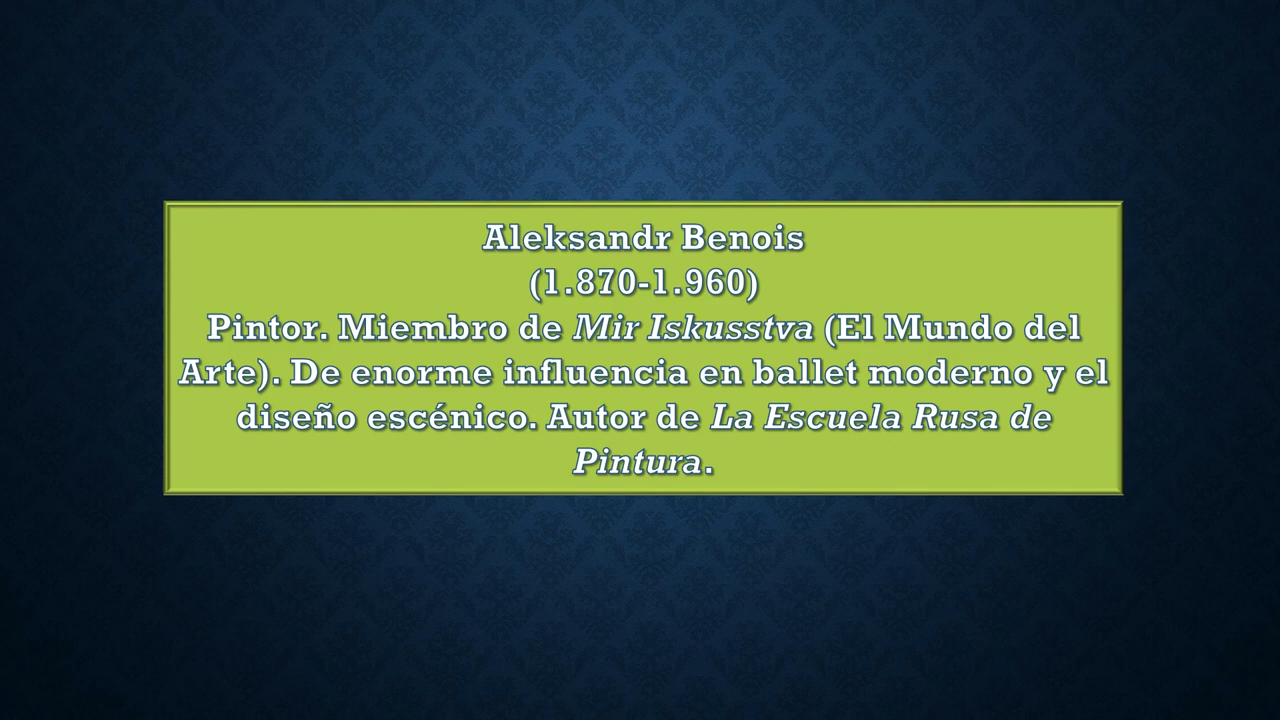 Aleksandr Benois
(1.870-1.960)
Pintor. Miembro de Mir Iskusstva (El Mundo del
Arte). De enorme influencia en ballet moderno y el
diseño escénico. Autor de La Escuela Rusa de
Pintura.